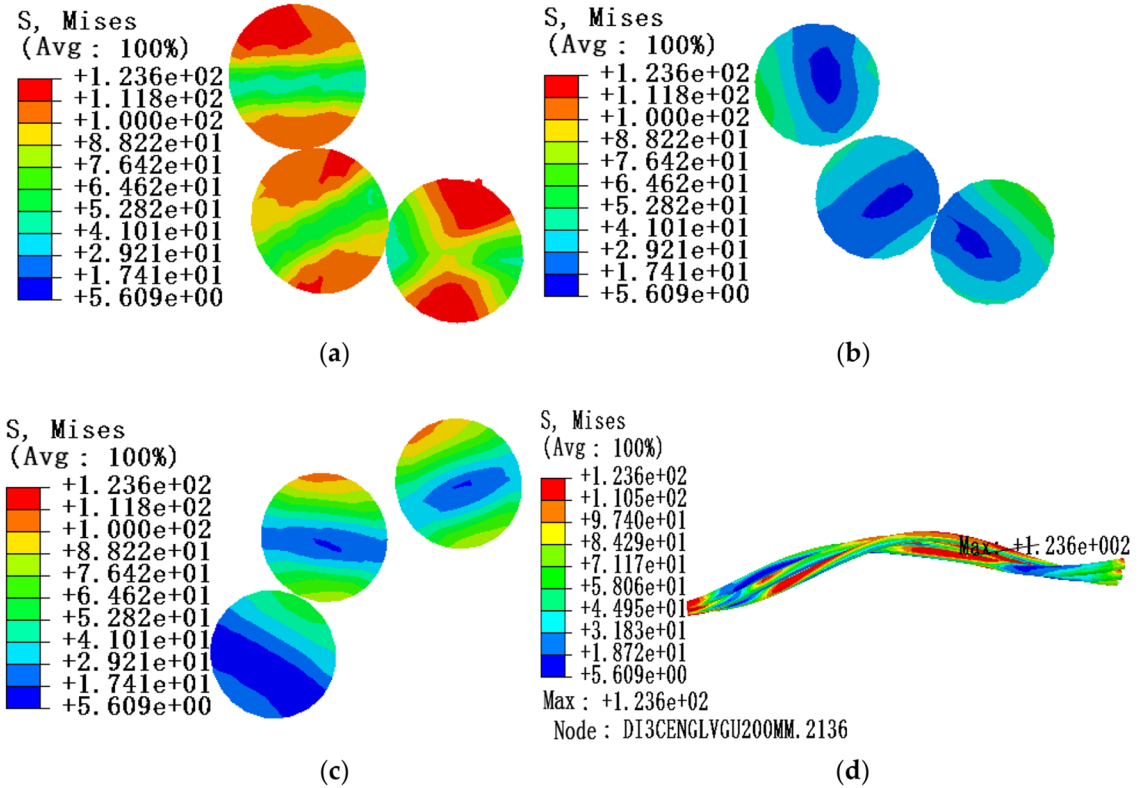 S, Mises
(Avg : 100%)
+1.236e+02
+1.118e+02
+1.000e+02
+8.822e+01
+7.642e+01
+6.462e+01
+5.282e+01
+4.101e+01
+2.921e+01
+1.741e+01
+5.609e+00
(a)
S, Mises
(Avg : 100%)
+1.236e+02
+1.118e+02
+1.000e+02
+8.822e+01
+7.642e+01
+6.462e+01
+5.282e+01
+4.101e+01
+2.921e+01
+1.741e+01
+5.609e+00
(b)
S, Mises
(Avg : 100%)
+1.236e+02
+1.118e+02
+1.000e+02
+8.822e+01
+7.642e+01
+6.462e+01
+5.282e+01
+4.101e+01
+2.921e+01
+1.741e+01
+5.609e+00
(c)
S, Mises
(Avg : 100%)
+1.236e+02
+1.105e+02
+9.740e+01
+8.429e+01
+7.117e+01
+5.806e+01
+4.495e+01
+3.183e+01
+1.872e+01
+5.609e+00
Max : +1.236e+02
Node : DI3CENGLVGU200MM.2136
Max: +1.236e+002
(d)